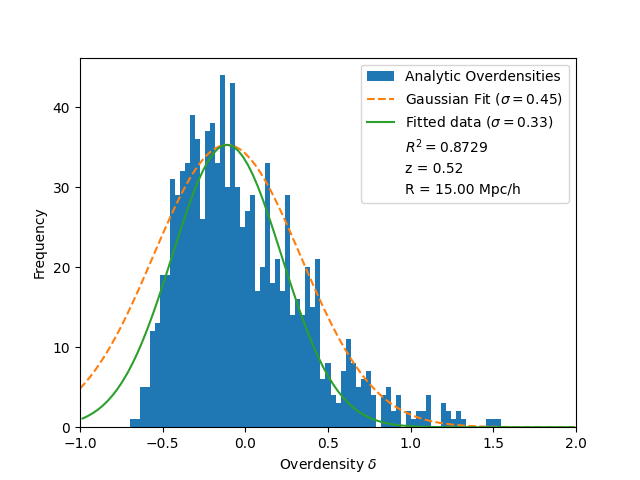 Analytic Overdensities
Gaussian Fit (σ = 0.45)
Fitted data (σ = 0.33)
R² = 0.8729
z = 0.52
R = 15.00 Mpc/h
Frequency
40
30
20
10
0
−1.0 −0.5 0.0 0.5 1.0 1.5 2.0
Overdensity δ